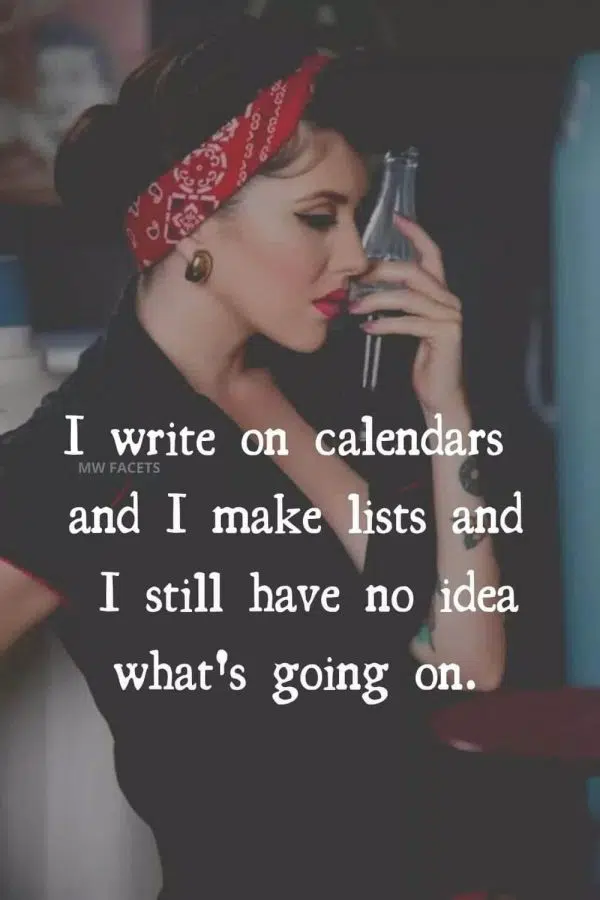 I write on calendars
MW FACETS
and I make lists and
I still have no idea
what's going on.